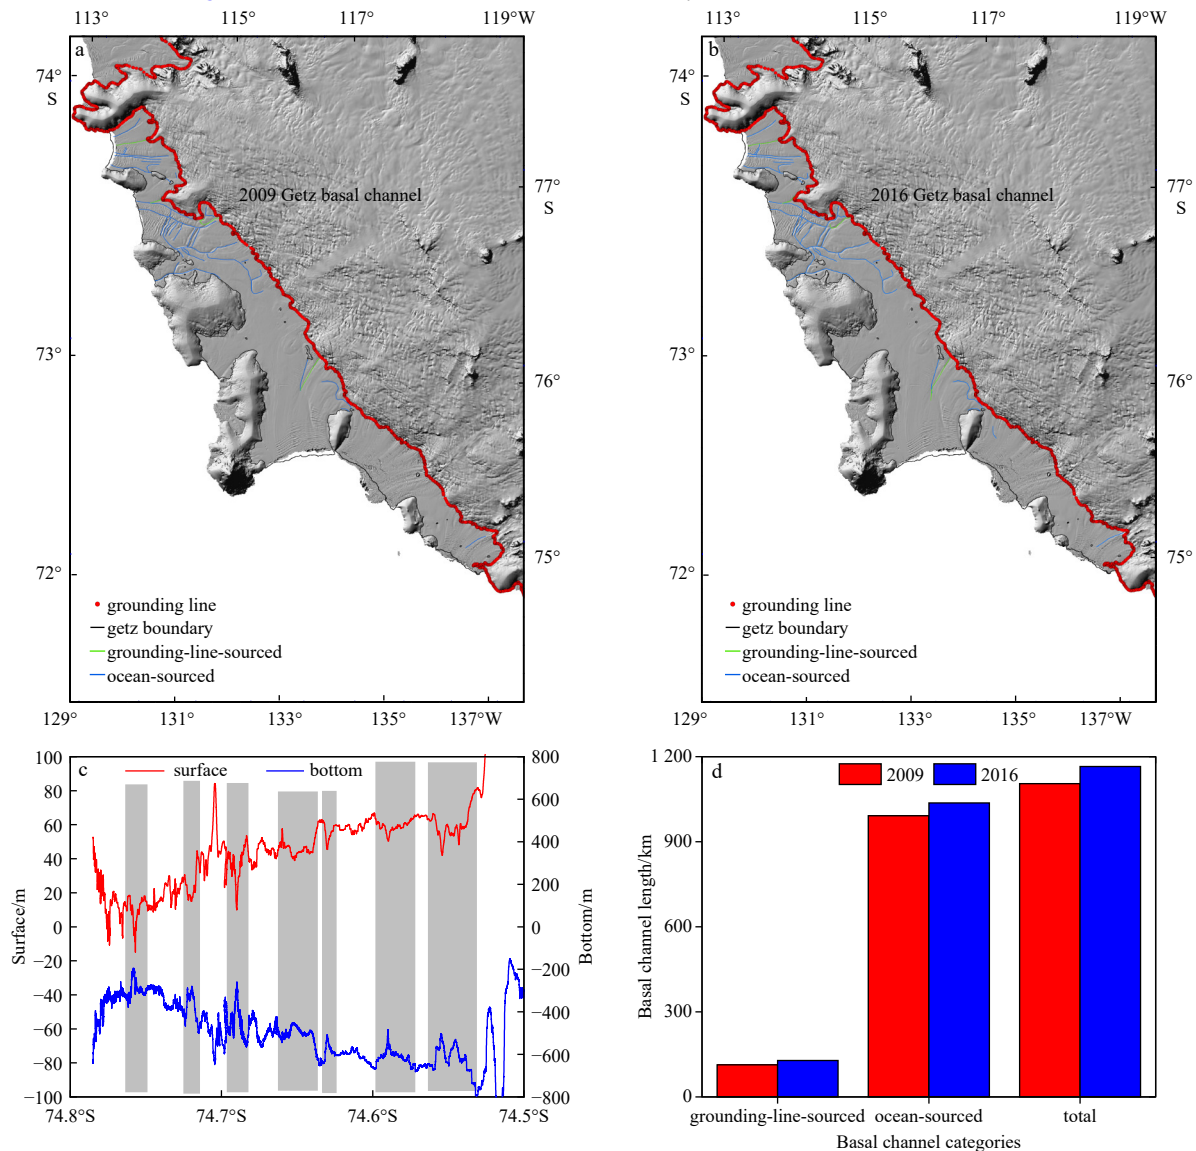 113° 115° 117° 119°W
a
74°
S
2009 Getz basal channel
77°
S
73°
76°
72°
75°
grounding line
getz boundary
grounding-line-sourced
ocean-sourced
129° 131° 133° 135° 137°W
113° 115° 117° 119°W
b
74°
S
2016 Getz basal channel
77°
S
73°
76°
72°
75°
grounding line
getz boundary
grounding-line-sourced
ocean-sourced
129° 131° 133° 135° 137°W
c
surface bottom
Surface/m
100
80
60
40
20
0
−20
−40
−60
−80
−100
800
600
400
200
0
−200
−400
−600
−800
Bottom/m
74.8°S 74.7°S 74.6°S 74.5°S
d
2009 2016
Basal channel length/km
1 200
900
600
300
0
grounding-line-sourced ocean-sourced total
Basal channel categories